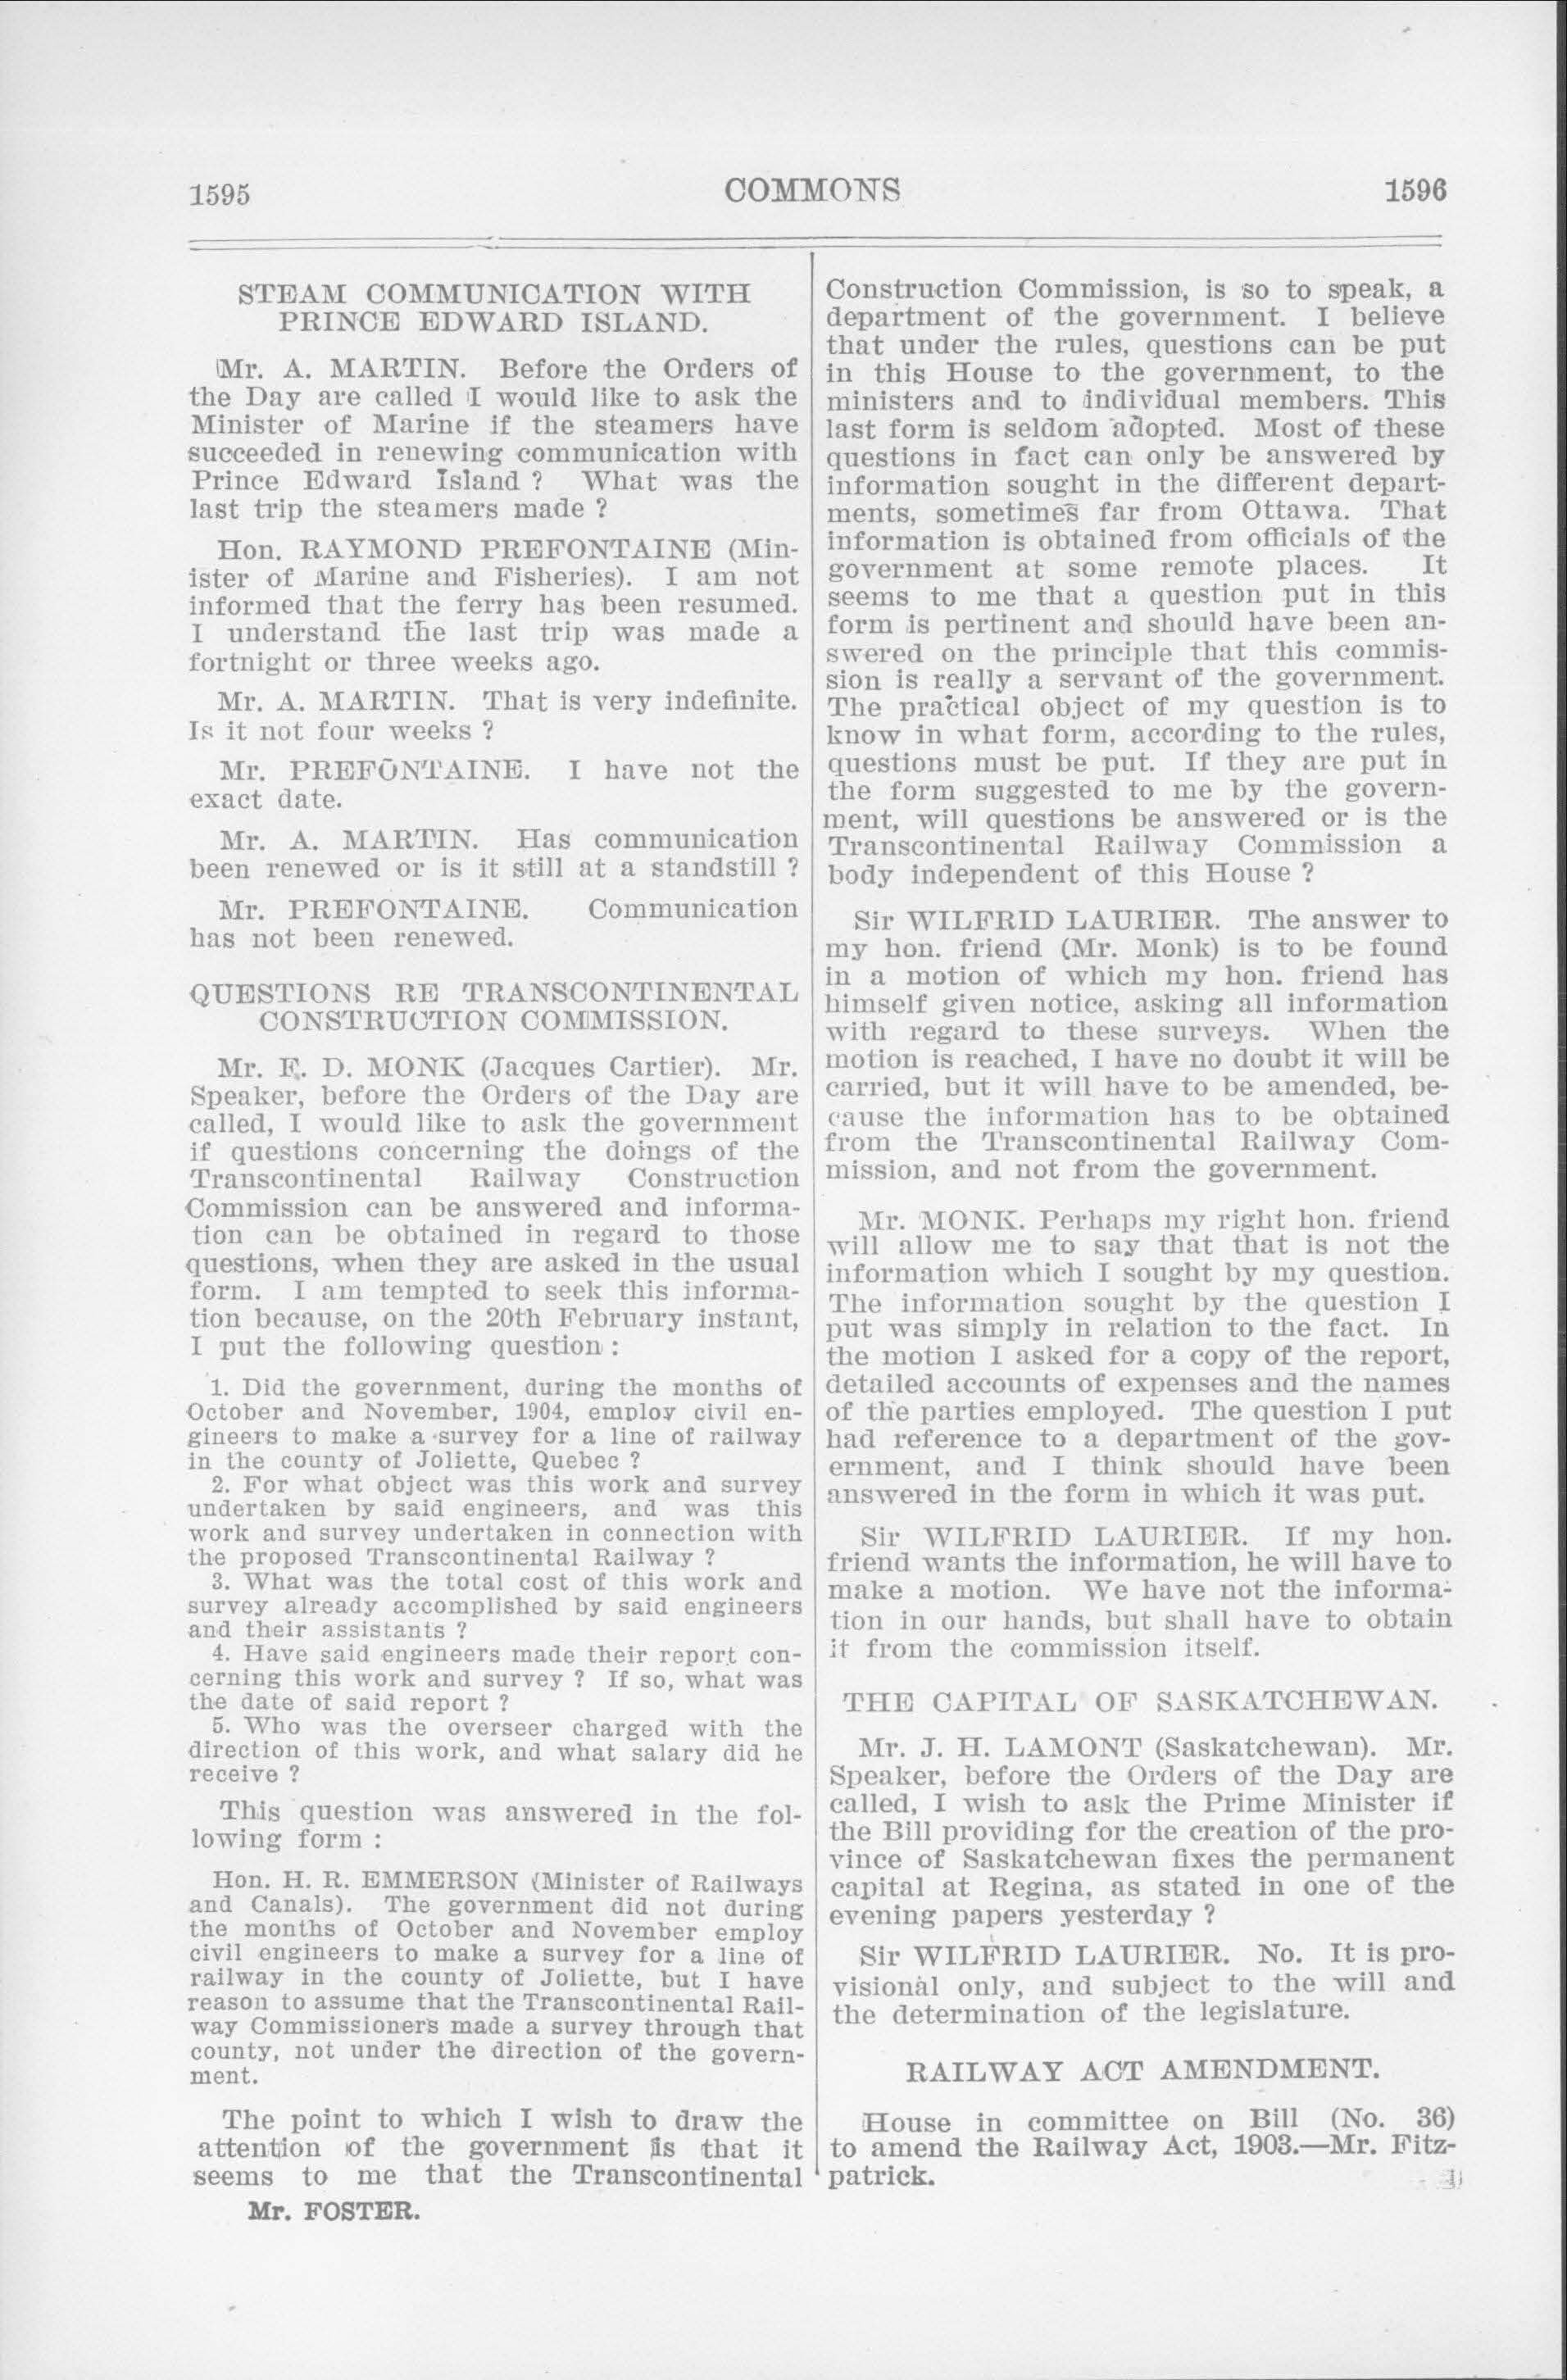 1595
COMMONS
1596
STEAM COMMUNICATION WITH
PRINCE EDWARD ISLAND.
Mr. A. MARTIN. Before the Orders of
the Day are called I would like to ask the
Minister of Marine if the steamers have
succeeded in renewing communication with
Prince Edward Island ? What was the
last trip the steamers made ?
Hon. RAYMOND PREFONTAINE (Min-
ister of Marine and Fisheries). I am not
informed that the ferry has been resumed.
I understand the last trip was made a
fortnight or three weeks ago.
Mr. A. MARTIN. That is very indefinite.
Is it not four weeks ?
Mr. PREFONTAINE. I have not the
exact date.
Mr. A. MARTIN. Has communication
been renewed or is it still at a standstill ?
Mr. PREFONTAINE. Communication
has not been renewed.
QUESTIONS RE TRANSCONTINENTAL
CONSTRUCTION COMMISSION.
Mr. F. D. MONK (Jacques Cartier). Mr.
Speaker, before the Orders of the Day are
called, I would like to ask the government
if questions concerning the doings of the
Transcontinental Railway Construction
Commission can be answered and informa-
tion can be obtained in regard to those
questions, when they are asked in the usual
form. I am tempted to seek this informa-
tion because, on the 20th February instant,
I put the following question :
1. Did the government, during the months of
October and November, 1904, employ civil en-
gineers to make a survey for a line of railway
in the county of Joliette, Quebec ?
2. For what object was this work and survey
undertaken by said engineers, and was this
work and survey undertaken in connection with
the proposed Transcontinental Railway ?
3. What was the total cost of this work and
survey already accomplished by said engineers
and their assistants ?
4. Have said engineers made their report con-
cerning this work and survey ? If so, what was
the date of said report ?
5. Who was the overseer charged with the
direction of this work, and what salary did he
receive ?
This question was answered in the fol-
lowing form :
Hon. H. R. EMMERSON (Minister of Railways
and Canals). The government did not during
the months of October and November employ
civil engineers to make a survey for a line of
railway in the county of Joliette, but I have
reason to assume that the Transcontinental Rail-
way Commissioners made a survey through that
county, not under the direction of the govern-
ment.
The point to which I wish to draw the
attention of the government is that it
seems to me that the Transcontinental
Mr. FOSTER.
Construction Commission, is so to speak, a
department of the government. I believe
that under the rules, questions can be put
in this House to the government, to the
ministers and to individual members. This
last form is seldom adopted. Most of these
questions in fact can only be answered by
information sought in the different depart-
ments, sometimes far from Ottawa. That
information is obtained from officials of the
government at some remote places. It
seems to me that a question put in this
form is pertinent and should have been an-
swered on the principle that this commis-
sion is really a servant of the government.
The practical object of my question is to
know in what form, according to the rules,
questions must be put. If they are put in
the form suggested to me by the govern-
ment, will questions be answered or is the
Transcontinental Railway Commission a
body independent of this House ?
Sir WILFRID LAURIER. The answer to
my hon. friend (Mr. Monk) is to be found
in a motion of which my hon. friend has
himself given notice, asking all information
with regard to these surveys. When the
motion is reached, I have no doubt it will be
carried, but it will have to be amended, be-
cause the information has to be obtained
from the Transcontinental Railway Com-
mission, and not from the government.
Mr. MONK. Perhaps my right hon. friend
will allow me to say that that is not the
information which I sought by my question.
The information sought by the question I
put was simply in relation to the fact. In
the motion I asked for a copy of the report,
detailed accounts of expenses and the names
of the parties employed. The question I put
had reference to a department of the gov-
ernment, and I think should have been
answered in the form in which it was put.
Sir WILFRID LAURIER. If my hon.
friend wants the information, he will have to
make a motion. We have not the informa-
tion in our hands, but shall have to obtain
it from the commission itself.
THE CAPITAL OF SASKATCHEWAN.
Mr. J. H. LAMONT (Saskatchewan). Mr.
Speaker, before the Orders of the Day are
called, I wish to ask the Prime Minister if
the Bill providing for the creation of the pro-
vince of Saskatchewan fixes the permanent
capital at Regina, as stated in one of the
evening papers yesterday ?
Sir WILFRID LAURIER. No. It is pro-
visional only, and subject to the will and
the determination of the legislature.
RAILWAY ACT AMENDMENT.
House in committee on Bill (No. 36)
to amend the Railway Act, 1903.—Mr. Fitz-
patrick.